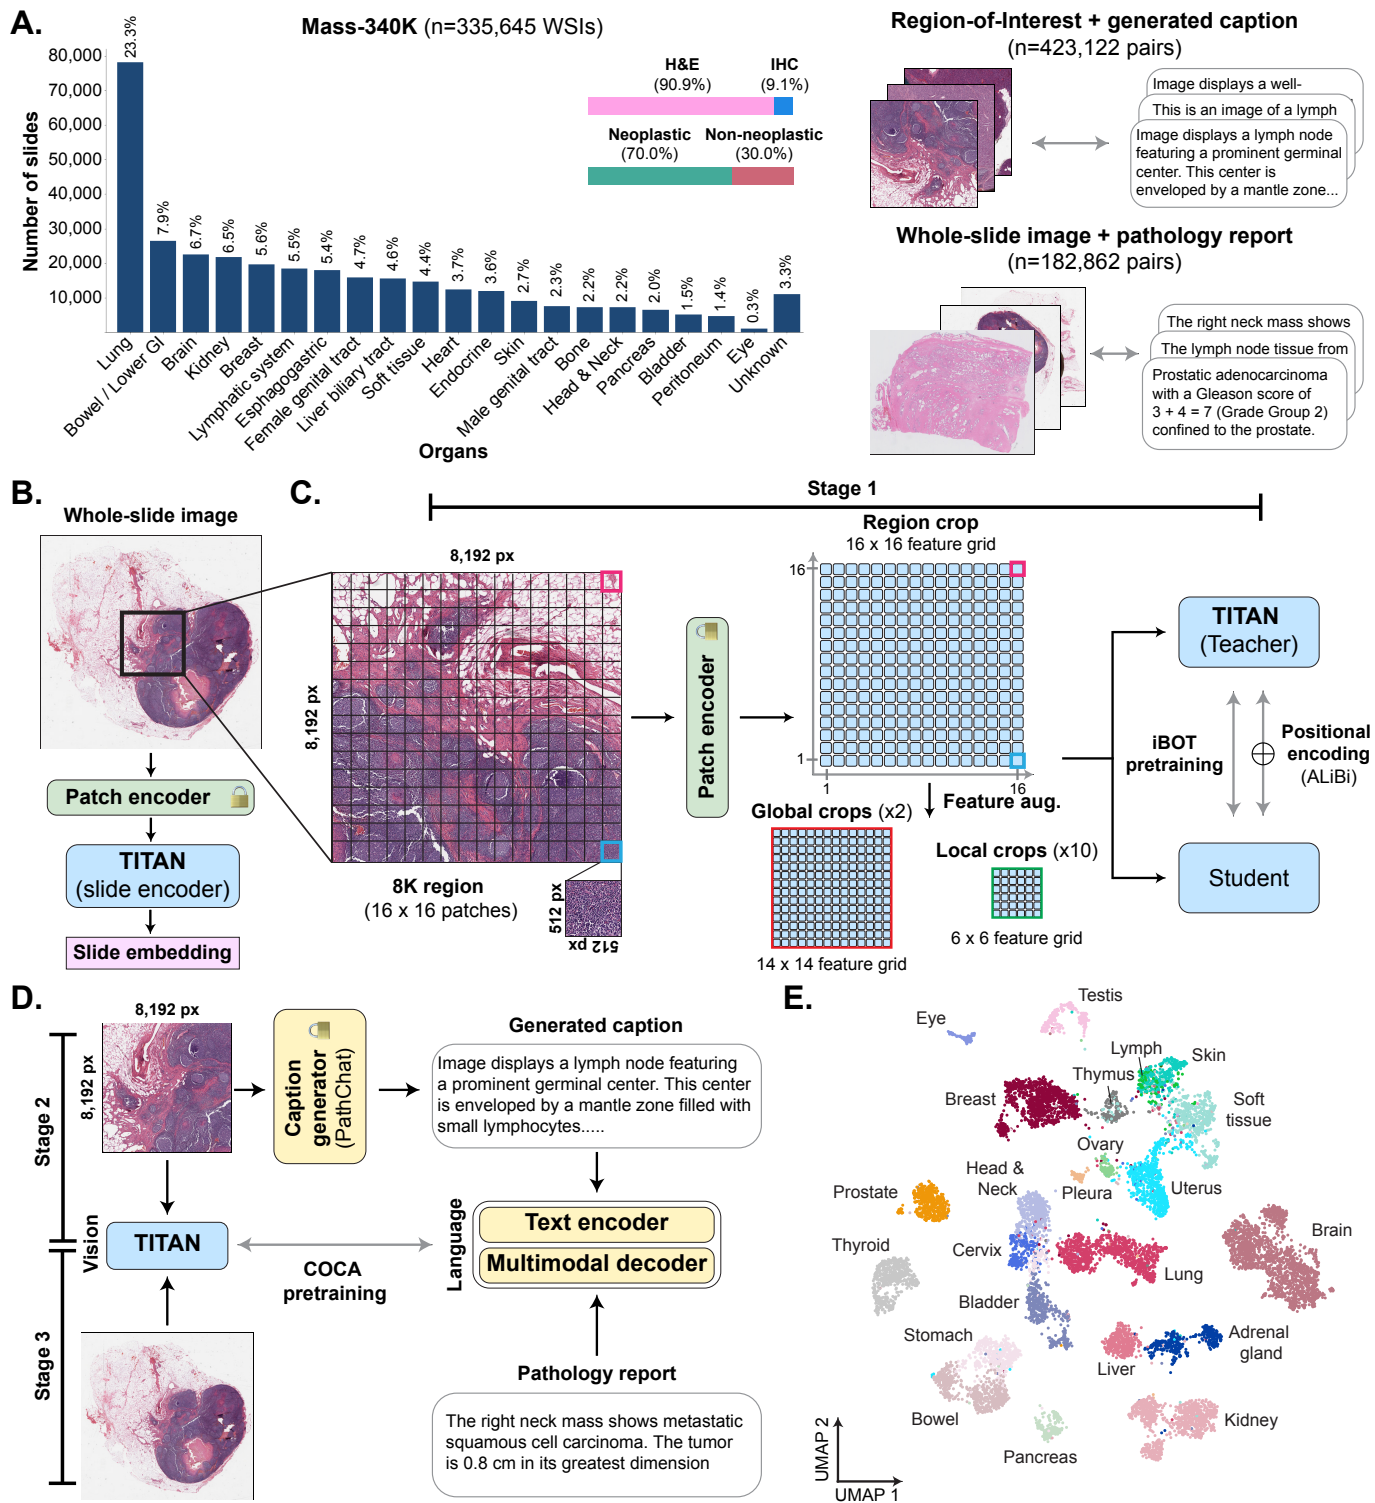 A.
Mass-340K (n=335,645 WSIs)
Number of slides
80,000
70,000
60,000
50,000
40,000
30,000
20,000
10,000
23.3%
7.9%
6.7%
6.5%
5.6%
5.5%
5.4%
4.7%
4.6%
4.4%
3.7%
3.6%
2.7%
2.3%
2.2%
2.2%
2.0%
1.5%
1.4%
0.3%
3.3%
Lung
Bowel / Lower GI
Brain
Kidney
Breast
Lymphatic system
Esphagogastric
Female genital tract
Liver biliary tract
Soft tissue
Heart
Endocrine
Skin
Male genital tract
Bone
Head & Neck
Pancreas
Bladder
Peritoneum
Eye
Unknown
Organs
H&E
(90.9%)
IHC
(9.1%)
Neoplastic
(70.0%)
Non-neoplastic
(30.0%)
Region-of-Interest + generated caption
(n=423,122 pairs)
Image displays a well-
This is an image of a lymph
Image displays a lymph node
featuring a prominent germinal
center. This center is
enveloped by a mantle zone...
Whole-slide image + pathology report
(n=182,862 pairs)
The right neck mass shows
The lymph node tissue from
Prostatic adenocarcinoma
with a Gleason score of
3 + 4 = 7 (Grade Group 2)
confined to the prostate.
B.
Whole-slide image
Patch encoder
TITAN
(slide encoder)
Slide embedding
C.
Stage 1
8,192 px
8,192 px
8K region
(16 x 16 patches)
512 px
512 px
Patch encoder
Region crop
16 x 16 feature grid
16
1
1
16
Feature aug.
Global crops (x2)
14 x 14 feature grid
Local crops (x10)
6 x 6 feature grid
TITAN
(Teacher)
iBOT
pretraining
Positional
encoding
(ALiBi)
Student
D.
Stage 2
Stage 3
8,192 px
8,192 px
Caption
generator
(PathChat)
Generated caption
Image displays a lymph node featuring
a prominent germinal center. This center
is enveloped by a mantle zone filled with
small lymphocytes.....
Vision
TITAN
COCA
pretraining
Language
Text encoder
Multimodal decoder
Pathology report
The right neck mass shows metastatic
squamous cell carcinoma. The tumor
is 0.8 cm in its greatest dimension
E.
Testis
Eye
Lymph
Skin
Thymus
Breast
Soft
tissue
Ovary
Head &
Neck
Pleura
Uterus
Prostate
Brain
Thyroid
Cervix
Lung
Bladder
Stomach
Adrenal
gland
Liver
Bowel
Kidney
Pancreas
UMAP 2
UMAP 1